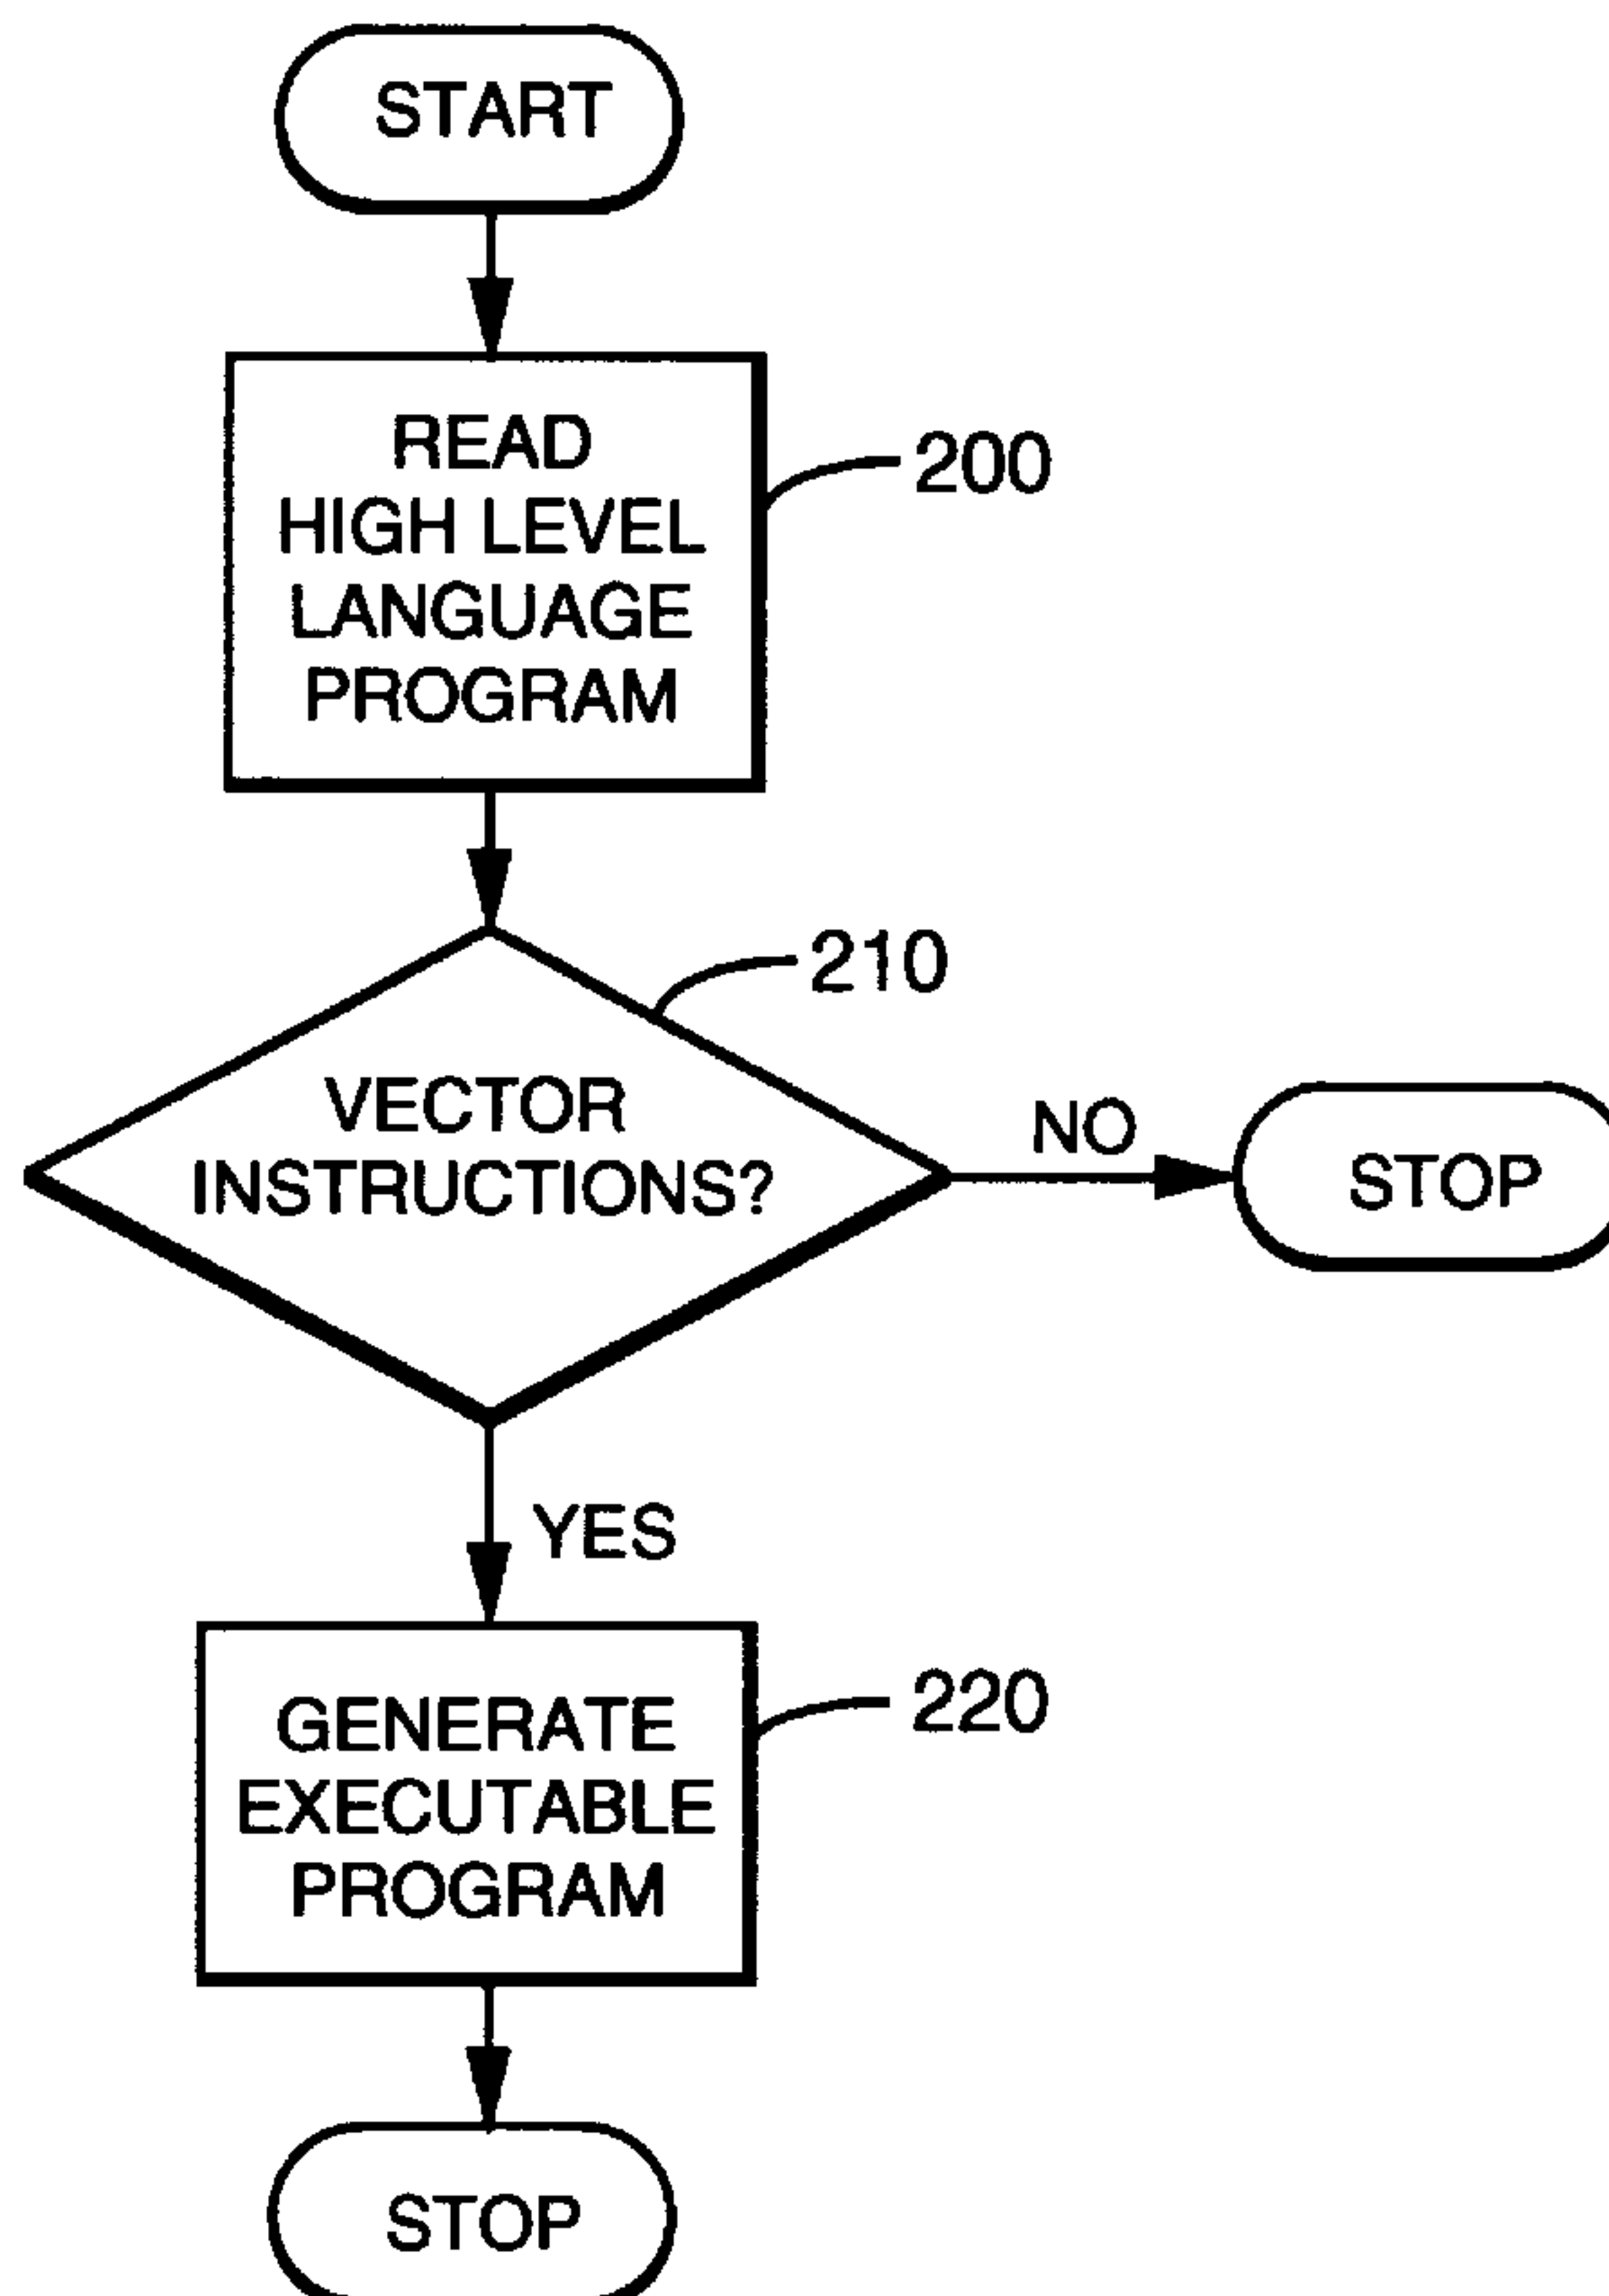 START
READ
HIGH LEVEL
LANGUAGE
PROGRAM
200
210
VECTOR
INSTRUCTIONS?
NO
STOP
YES
GENERATE
EXECUTABLE
PROGRAM
220
STOP